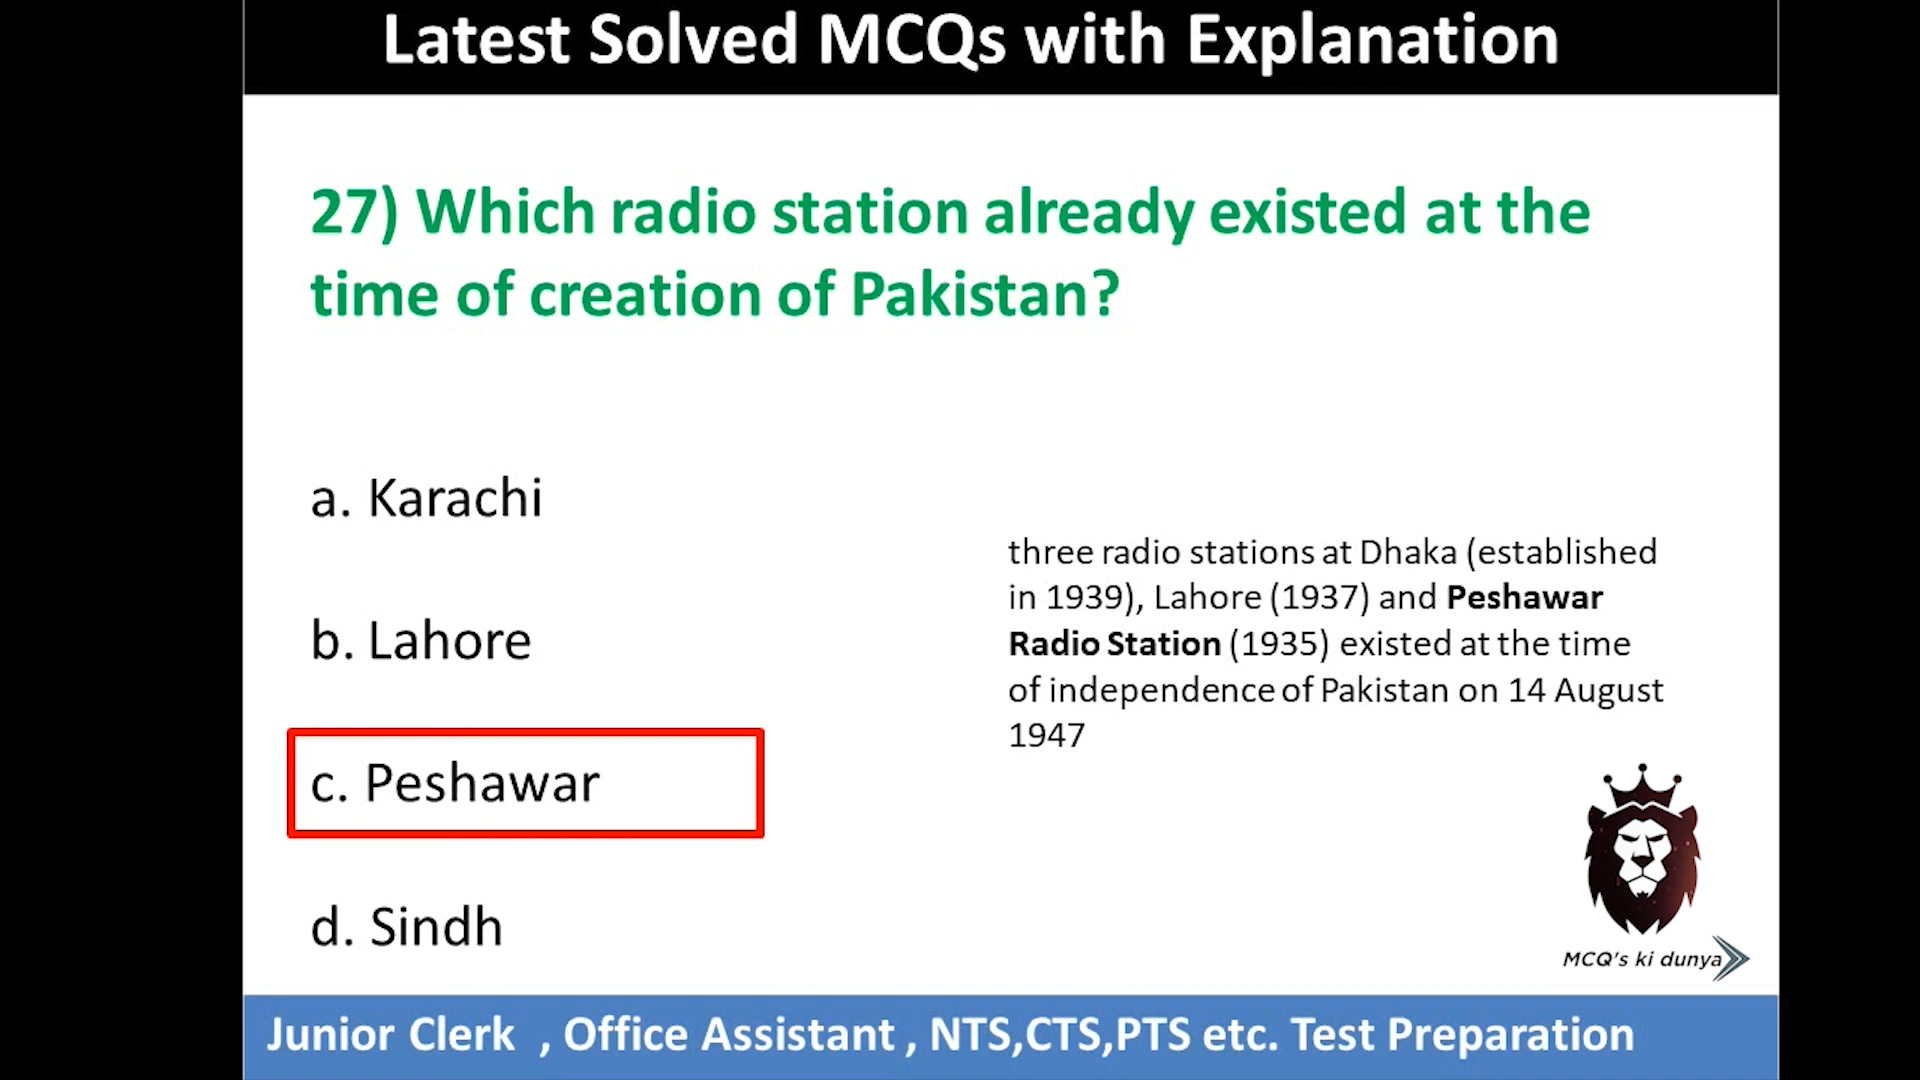 Latest Solved MCQs with Explanation
27) Which radio station already existed at the
time of creation of Pakistan?
a. Karachi
b. Lahore
c. Peshawar
d. Sindh
three radio stations at Dhaka (established
in 1939), Lahore (1937) and Peshawar
Radio Station (1935) existed at the time
of independence of Pakistan on 14 August
1947
MCQ's ki dunya
Junior Clerk , Office Assistant , NTS,CTS,PTS etc. Test Preparation